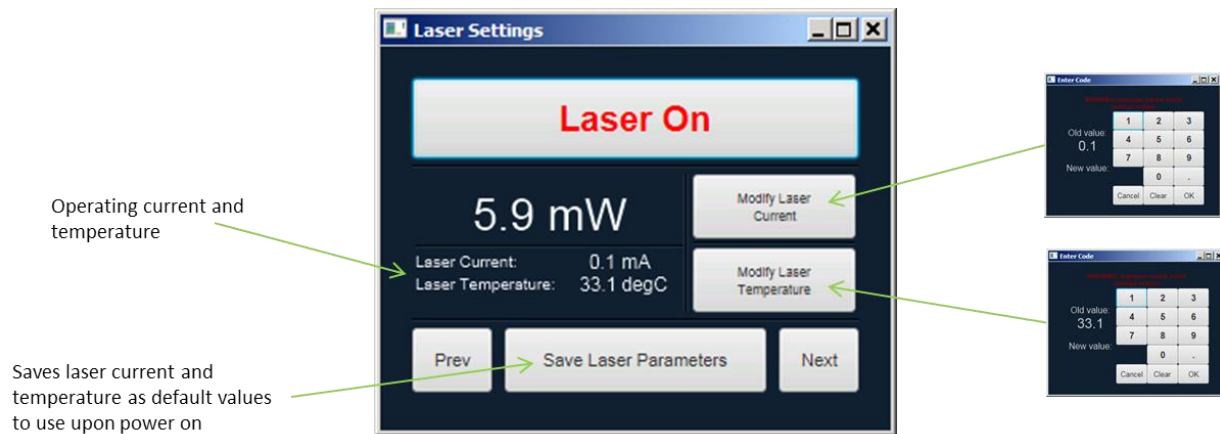 Laser Settings
Laser On
5.9 mW
Modify Laser
Current
Laser Current: 0.1 mA
Laser Temperature: 33.1 degC
Modify Laser
Temperature
Prev
Save Laser Parameters
Next
Operating current and
temperature
Saves laser current and
temperature as default values
to use upon power on
Enter Code
Old value:
0.1
New value:
1 2 3
4 5 6
7 8 9
0 .
Cancel Clear OK
Enter Code
Old value:
33.1
New value:
1 2 3
4 5 6
7 8 9
0 .
Cancel Clear OK